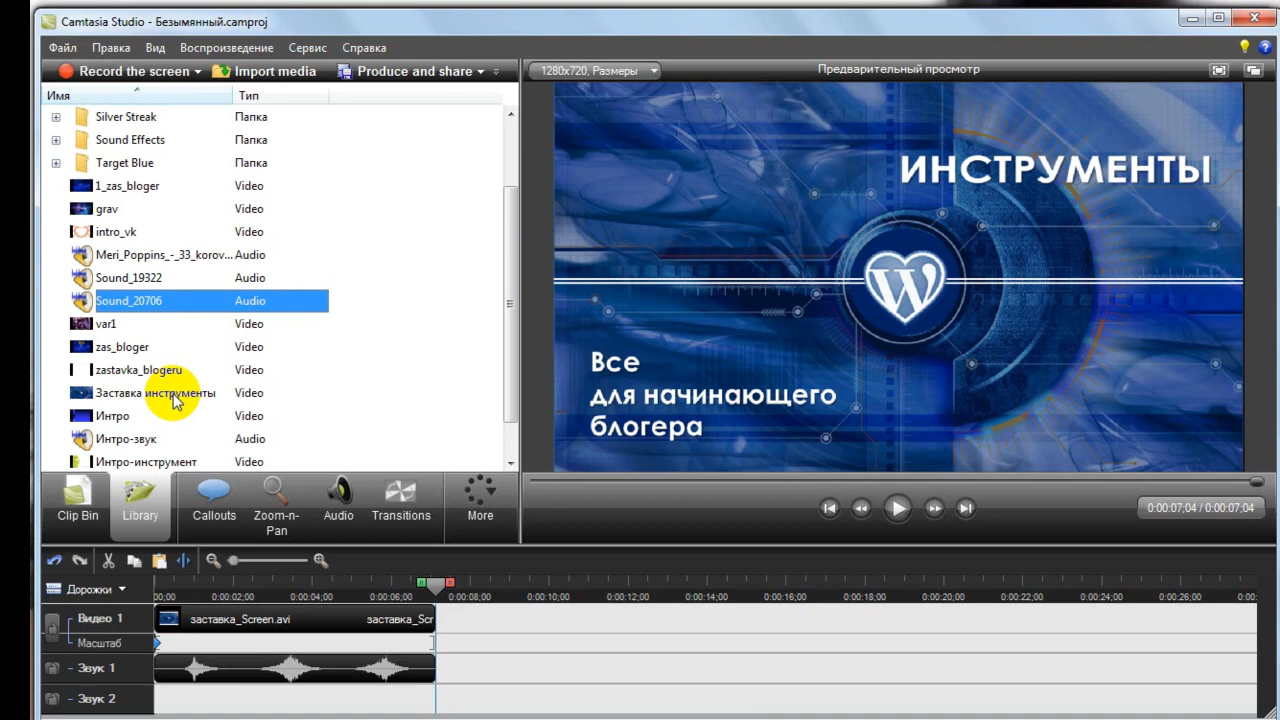 Camtasia Studio - Безымянный.camproj
Файл Правка Вид Воспроизведение Сервис Справка
Record the screen Import media Produce and share
1280x720, Размеры
Предварительный просмотр
Имя Тип
Silver Streak Папка
Sound Effects Папка
Target Blue Папка
1_zas_bloger Video
grav Video
intro_vk Video
Meri_Poppins_-_33_korov... Audio
Sound_19322 Audio
Sound_20706 Audio
var1 Video
zas_bloger Video
zastavka_blogeru Video
Заставка инструменты Video
Интро Video
Интро-звук Audio
Интро-инструмент Video
ИНСТРУМЕНТЫ
W
Все
для начинающего
блогера
Clip Bin Library Callouts Zoom-n-
Pan Audio Transitions More
0:00:07,04 / 0:00:07,04
Дорожки
00;00 0:00:02;00 0:00:04;00 0:00:06;00 0:00:08;00 0:00:10;00 0:00:12;00 0:00:14;00 0:00:16;00 0:00:18;00 0:00:20;00 0:00:22;00 0:00:24;00 0:00:26;00 0:00:
Видео 1 заставка_Screen.avi заставка_Scr
Масштаб
Звук 1
Звук 2